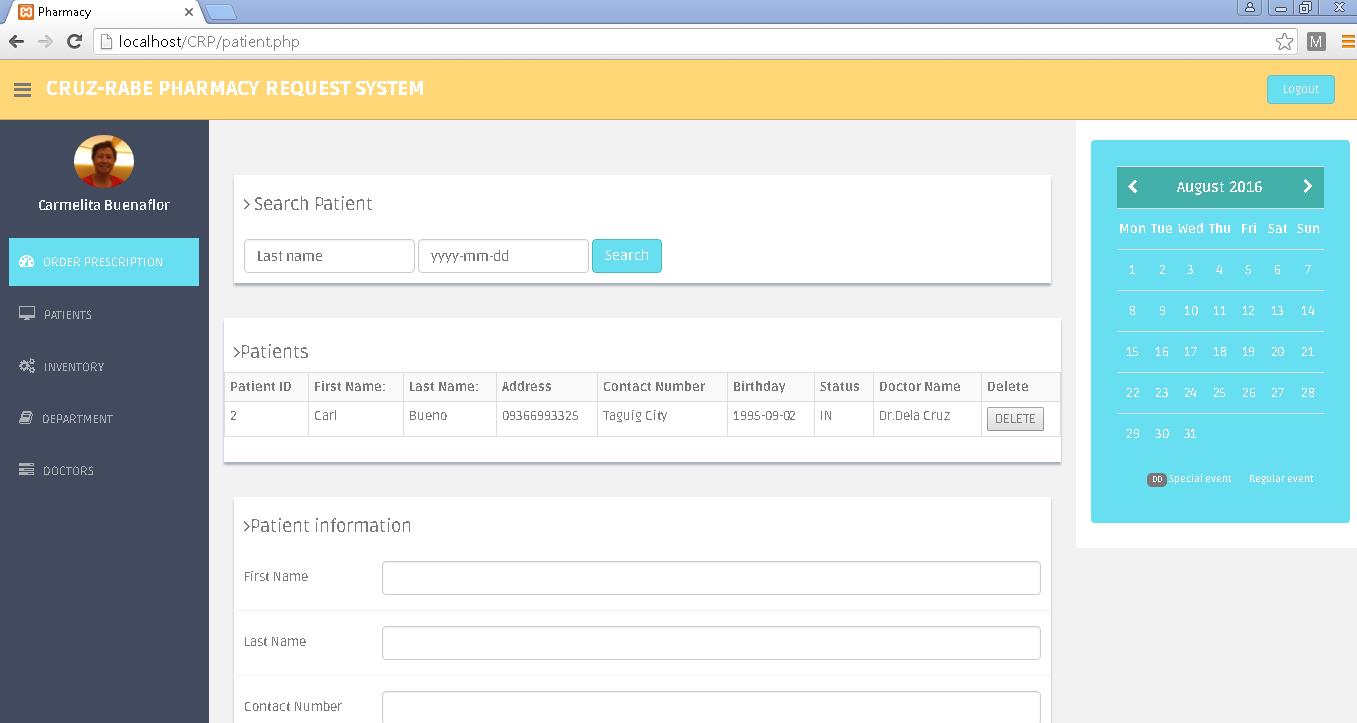 Pharmacy
localhost/CRP/patient.php
M
CRUZ-RABE PHARMACY REQUEST SYSTEM
Logout
Carmelita Buenaflor
ORDER PRESCRIPTION
PATIENTS
INVENTORY
DEPARTMENT
DOCTORS
> Search Patient
Last name yyyy-mm-dd Search
>Patients
Patient ID First Name: Last Name: Address Contact Number Birthday Status Doctor Name Delete
2 Carl Bueno 09366993325 Taguig City 1995-09-02 IN Dr.Dela Cruz DELETE
>Patient information
First Name
Last Name
Contact Number
August 2016
Mon Tue Wed Thu Fri Sat Sun
1 2 3 4 5 6 7
8 9 10 11 12 13 14
15 16 17 18 19 20 21
22 23 24 25 26 27 28
29 30 31
DD Special event Regular event